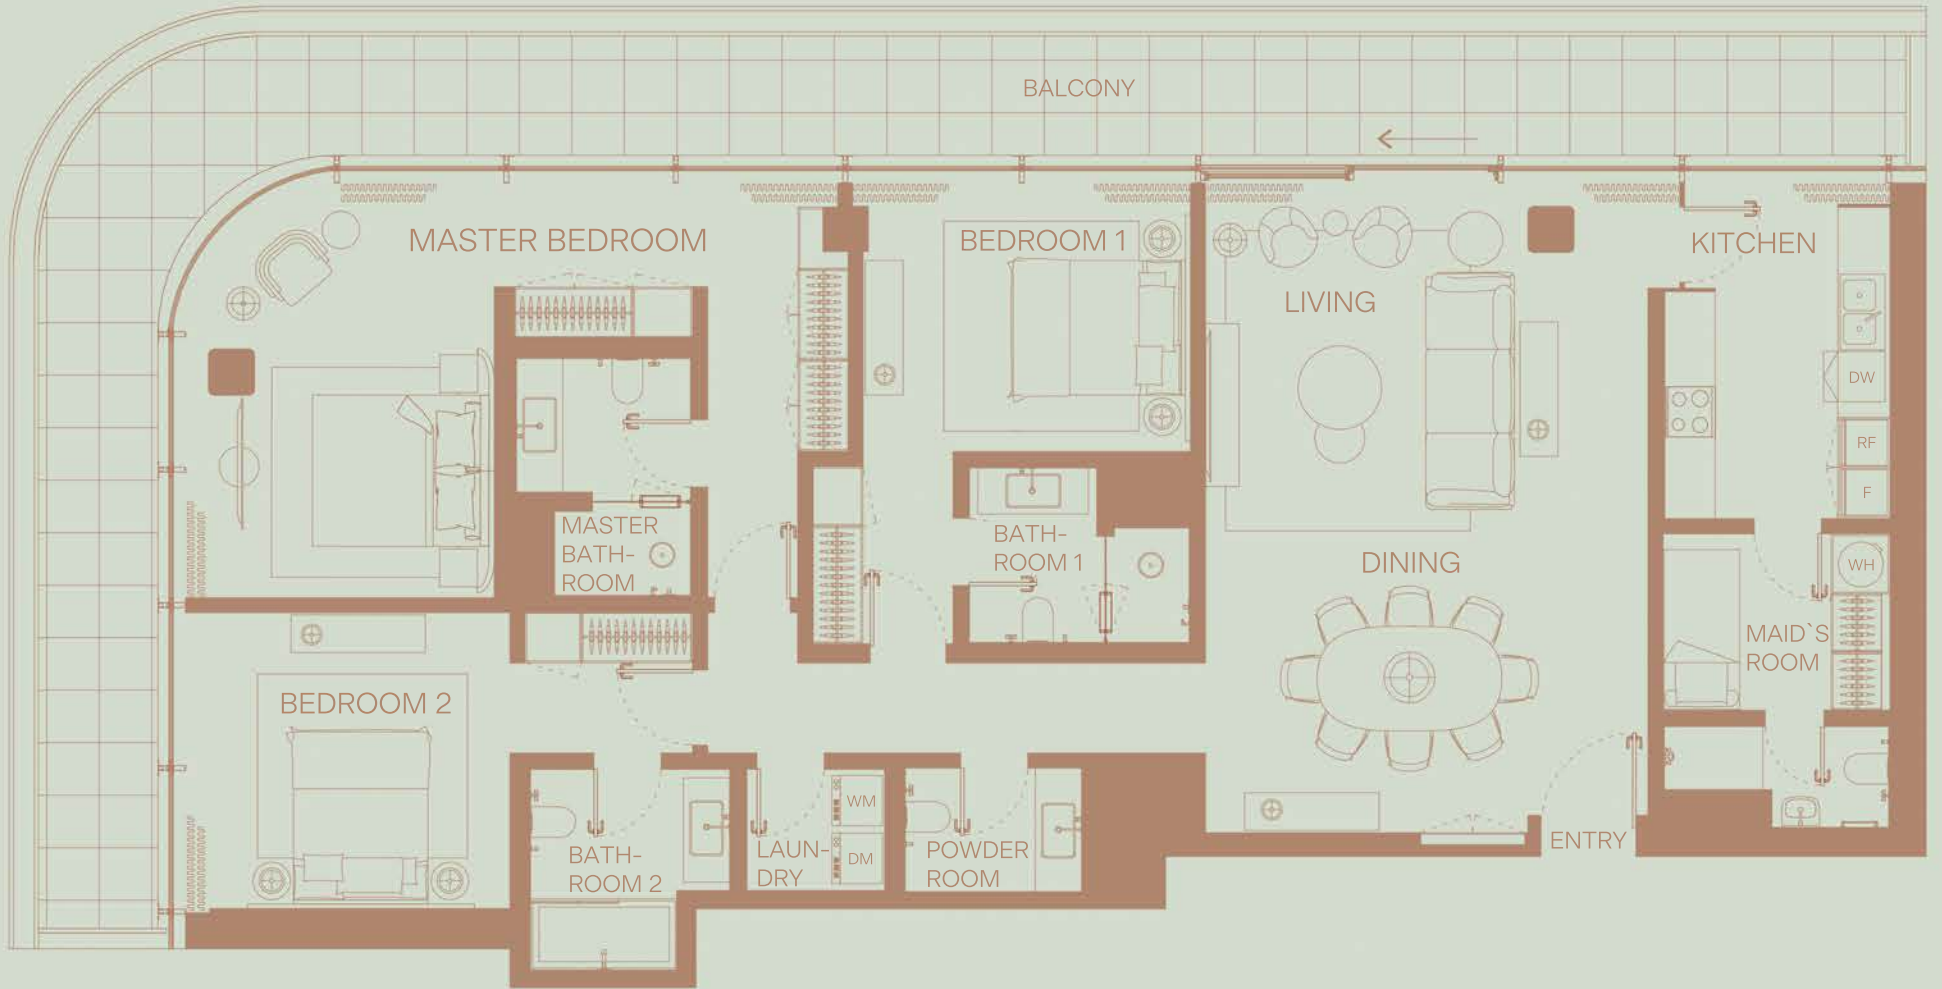 BALCONY
MASTER BEDROOM
BEDROOM 1
KITCHEN
LIVING
DW
RF
F
MASTER
BATH-
ROOM
BATH-
ROOM 1
DINING
WH
MAID`S
ROOM
BEDROOM 2
WM
DM
BATH-
ROOM 2
LAUN-
DRY
POWDER
ROOM
ENTRY